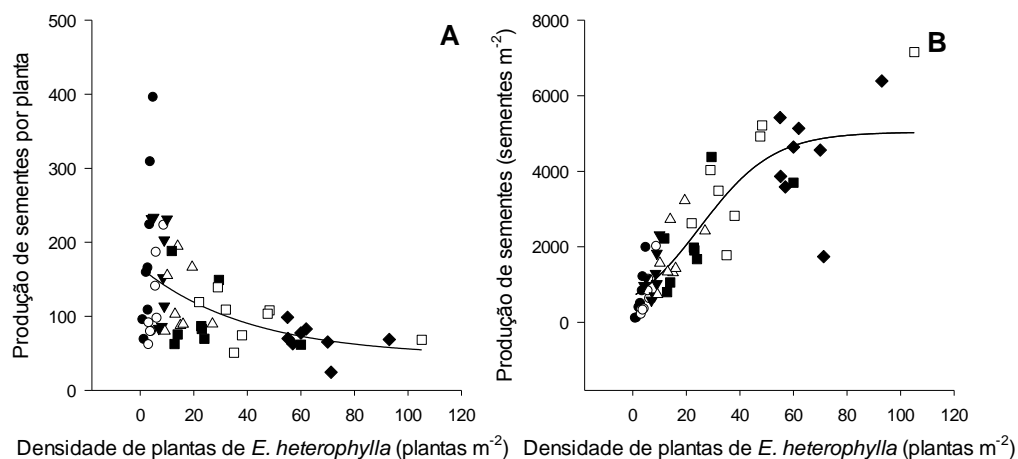 A
Produção de sementes por planta
500
400
300
200
100
0
0 20 40 60 80 100 120
Densidade de plantas de E. heterophylla (plantas m-2)
B
Produção de sementes (sementes m-2)
8000
6000
4000
2000
0
0 20 40 60 80 100 120
Densidade de plantas de E. heterophylla (plantas m-2)